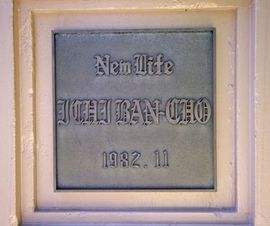 New Life
ICHI BAN-CHO
1982.11